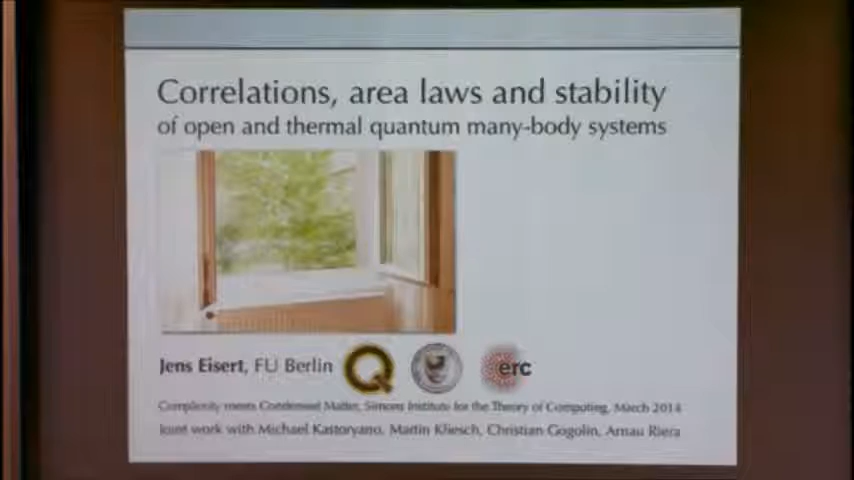 Correlations, area laws and stability
of open and thermal quantum many-body systems
Jens Eisert, FU Berlin
Q
erc
Complexity meets Condensed Matter, Simons Institute for the Theory of Computing, March 2014
Joint work with Michael Kastoryano, Martin Kliesch, Christian Gogolin, Arnau Riera